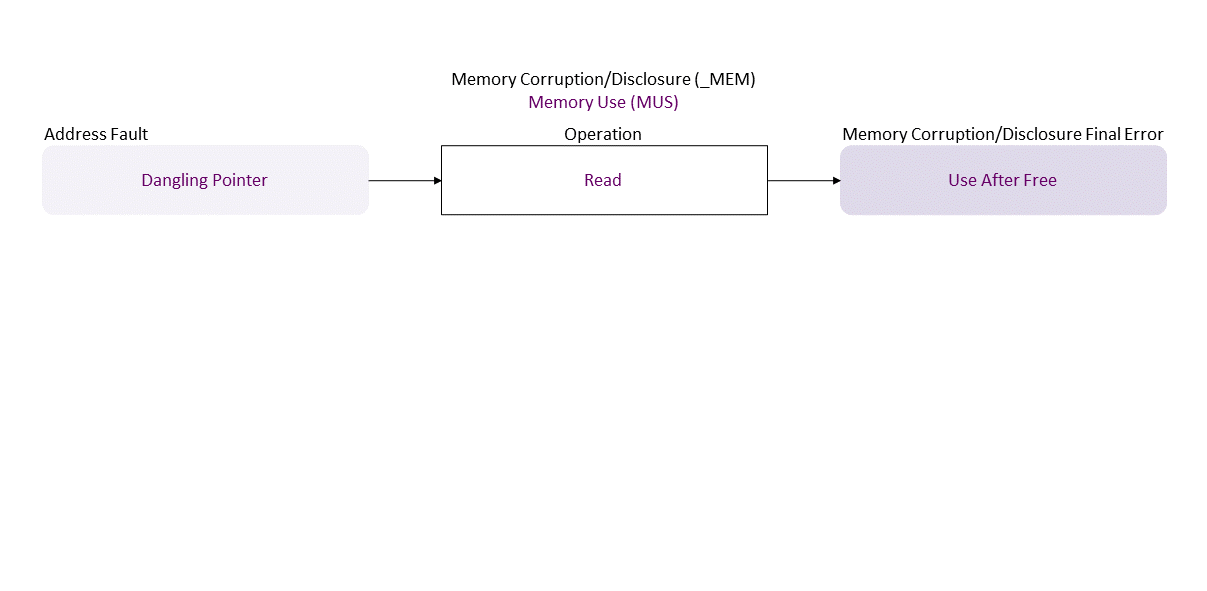 Memory Corruption/Disclosure (_MEM)
Memory Use (MUS)
Address Fault
Operation
Memory Corruption/Disclosure Final Error
Dangling Pointer
Read
Use After Free